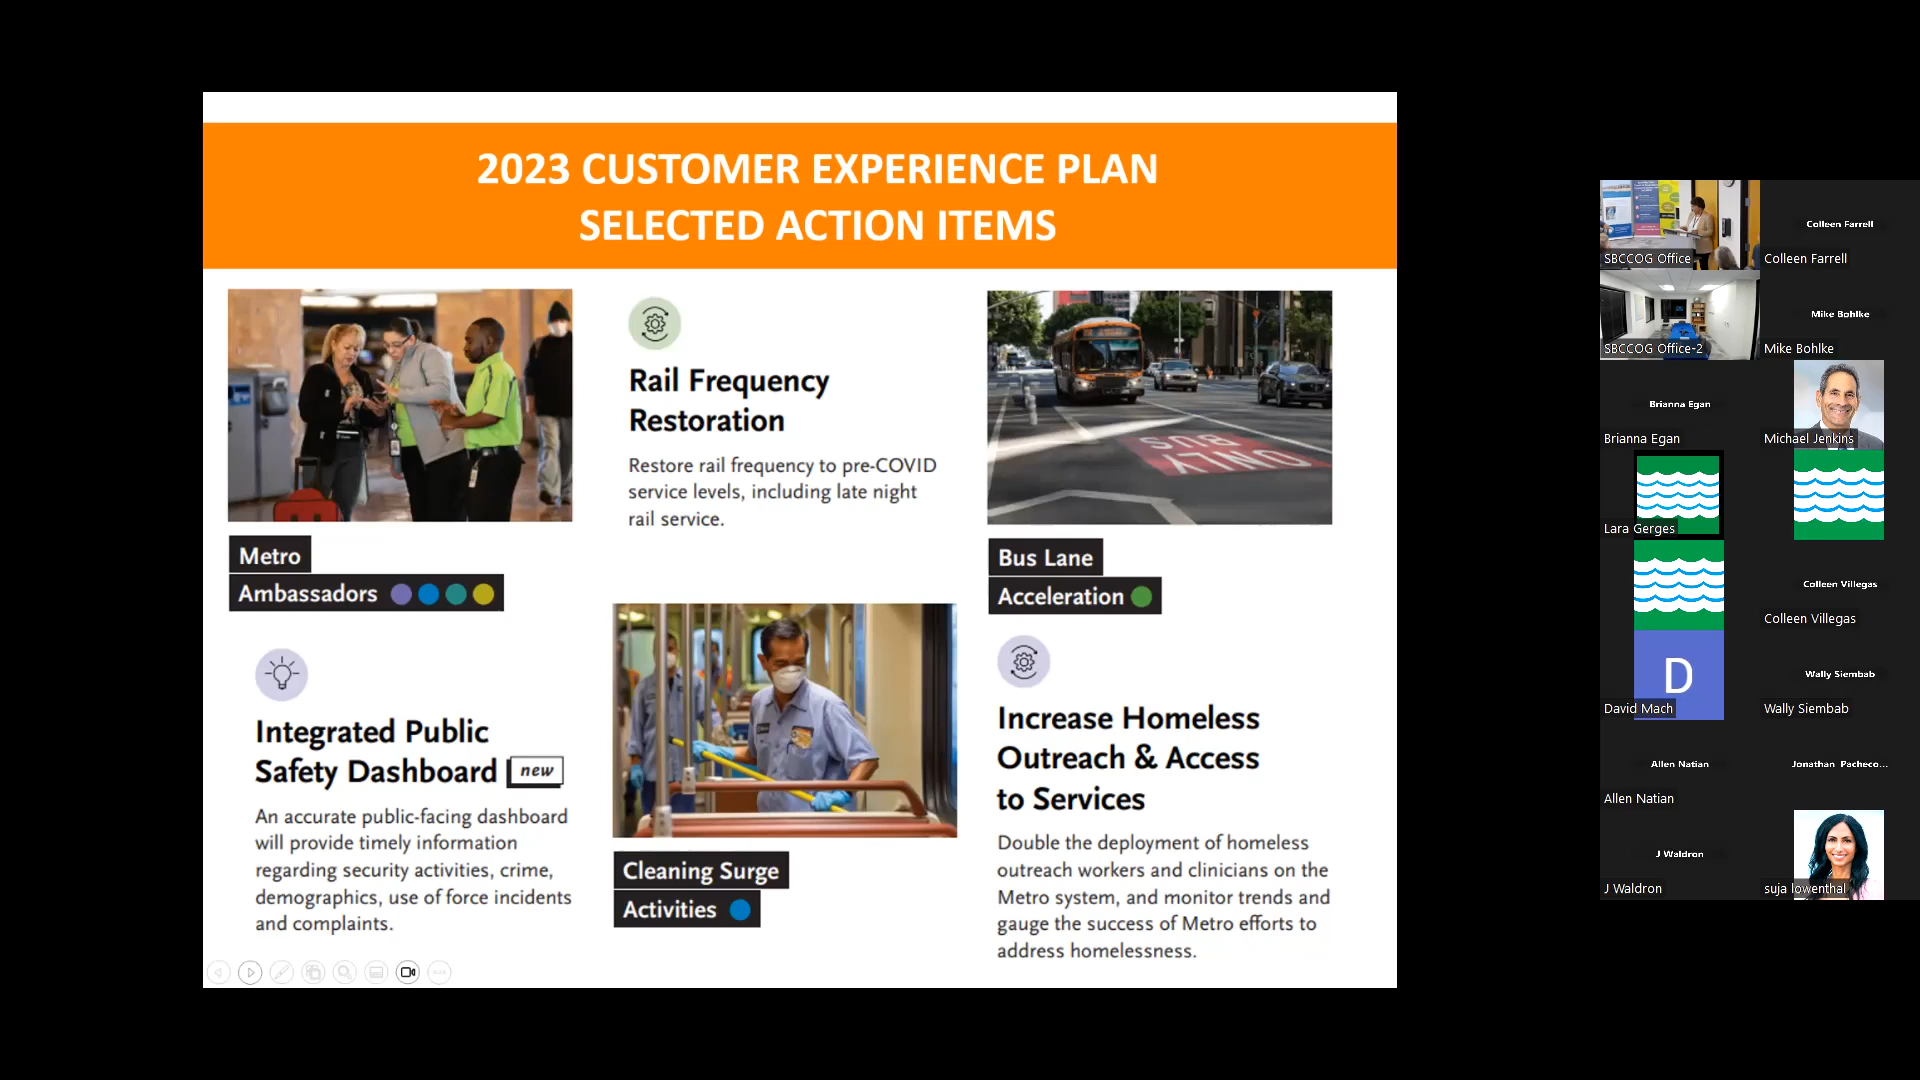 2023 CUSTOMER EXPERIENCE PLAN
SELECTED ACTION ITEMS
Metro
Ambassadors
Integrated Public
Safety Dashboard new
An accurate public-facing dashboard
will provide timely information
regarding security activities, crime,
demographics, use of force incidents
and complaints.
Rail Frequency
Restoration
Restore rail frequency to pre-COVID
service levels, including late night
rail service.
Cleaning Surge
Activities
BUS
ONLY
Bus Lane
Acceleration
Increase Homeless
Outreach & Access
to Services
Double the deployment of homeless
outreach workers and clinicians on the
Metro system, and monitor trends and
gauge the success of Metro efforts to
address homelessness.
SBCCOG Office
Colleen Farrell
Colleen Farrell
SBCCOG Office-2
Mike Bohlke
Mike Bohlke
Brianna Egan
Brianna Egan
Michael Jenkins
Lara Gerges
Colleen Villegas
Colleen Villegas
D
David Mach
Wally Siembab
Wally Siembab
Allen Natian
Allen Natian
Jonathan Pacheco...
J Waldron
J Waldron
suja lowenthal